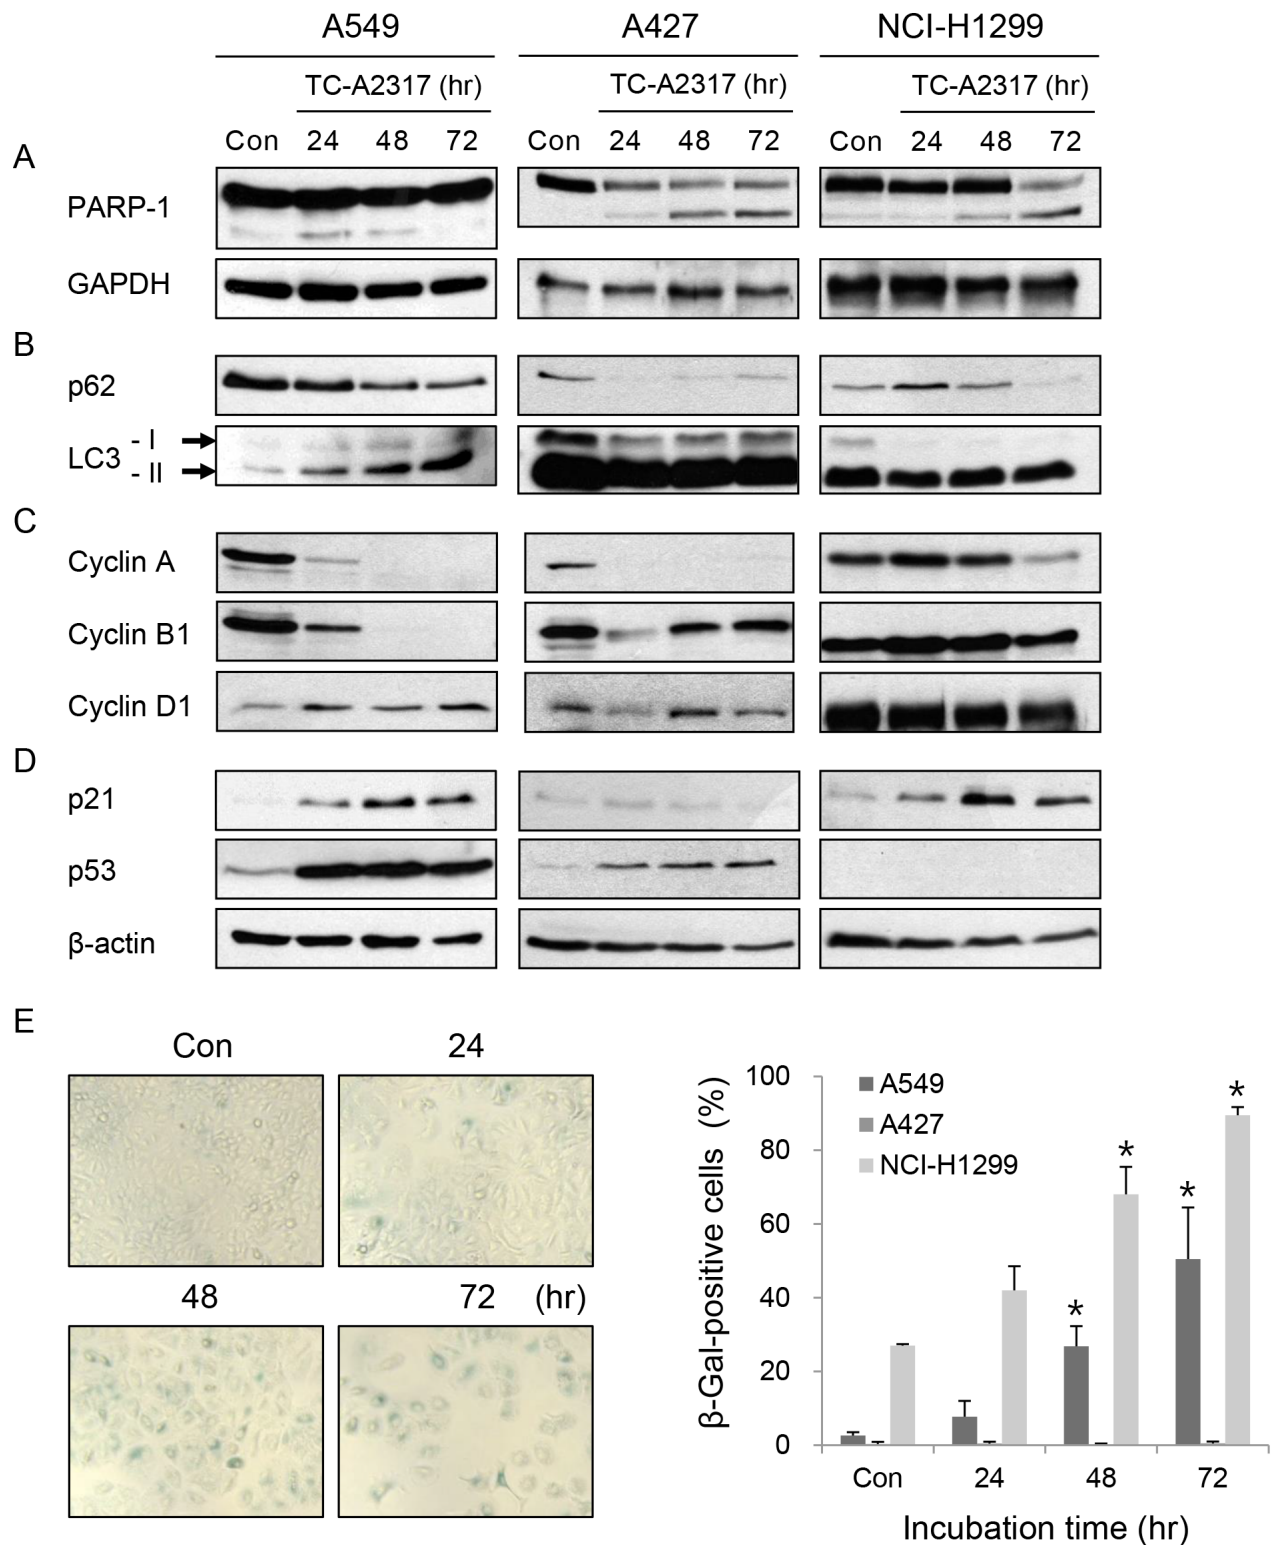 A549 A427 NCI-H1299
TC-A2317 (hr) TC-A2317 (hr) TC-A2317 (hr)
Con 24 48 72 Con 24 48 72 Con 24 48 72
A
PARP-1
GAPDH
B
p62
LC3 - I
- II
C
Cyclin A
Cyclin B1
Cyclin D1
D
p21
p53
β-actin
E
Con 24
48 72 (hr)
β-Gal-positive cells (%)
100
80
60
40
20
0
A549
A427
NCI-H1299
* * * *
Con 24 48 72
Incubation time (hr)